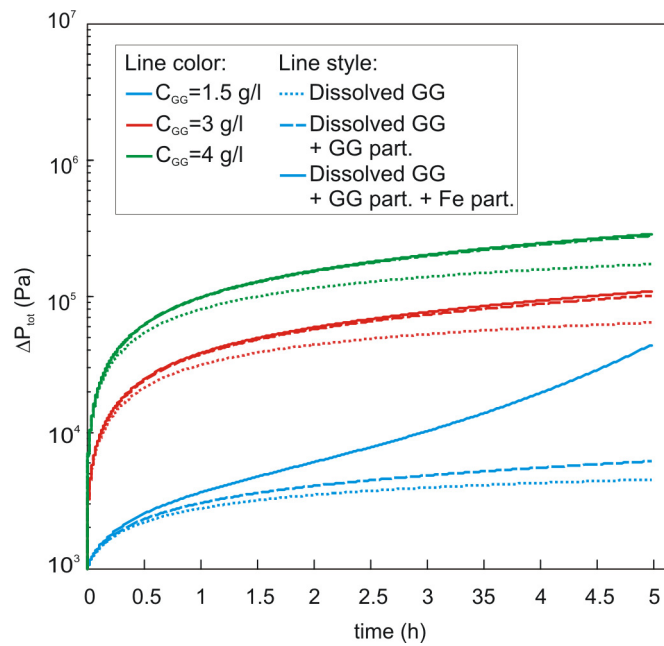 10⁷
Line color:
Line style:
C_GG=1.5 g/l
Dissolved GG
C_GG=3 g/l
Dissolved GG
+ GG part.
C_GG=4 g/l
Dissolved GG
+ GG part. + Fe part.
10⁶
10⁵
10⁴
10³
ΔP_tot (Pa)
0 0.5 1 1.5 2 2.5 3 3.5 4 4.5 5
time (h)